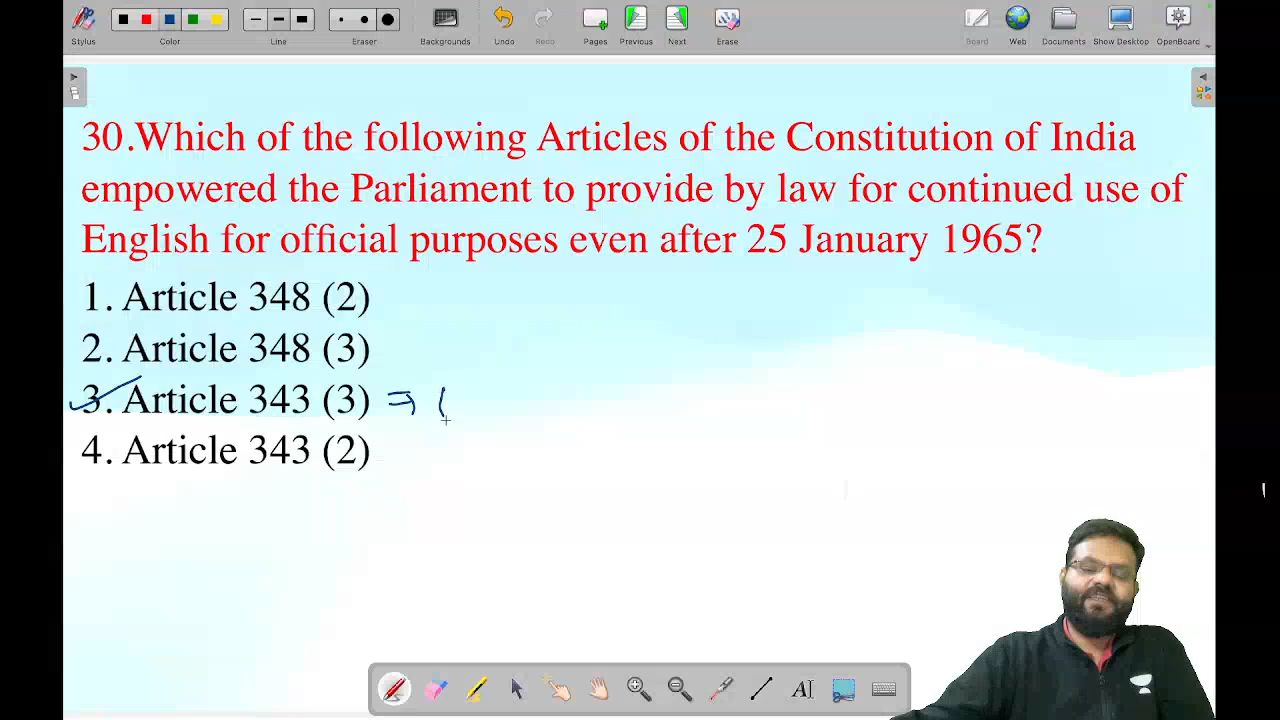 Stylus
Color
Line
Eraser
Backgrounds
Undo
Redo
Pages
Previous
Next
Erase
Board
Web
Documents
Show Desktop
OpenBoard
30.Which of the following Articles of the Constitution of India
empowered the Parliament to provide by law for continued use of
English for official purposes even after 25 January 1965?
1. Article 348 (2)
2. Article 348 (3)
3. Article 343 (3) ⇒ (
4. Article 343 (2)